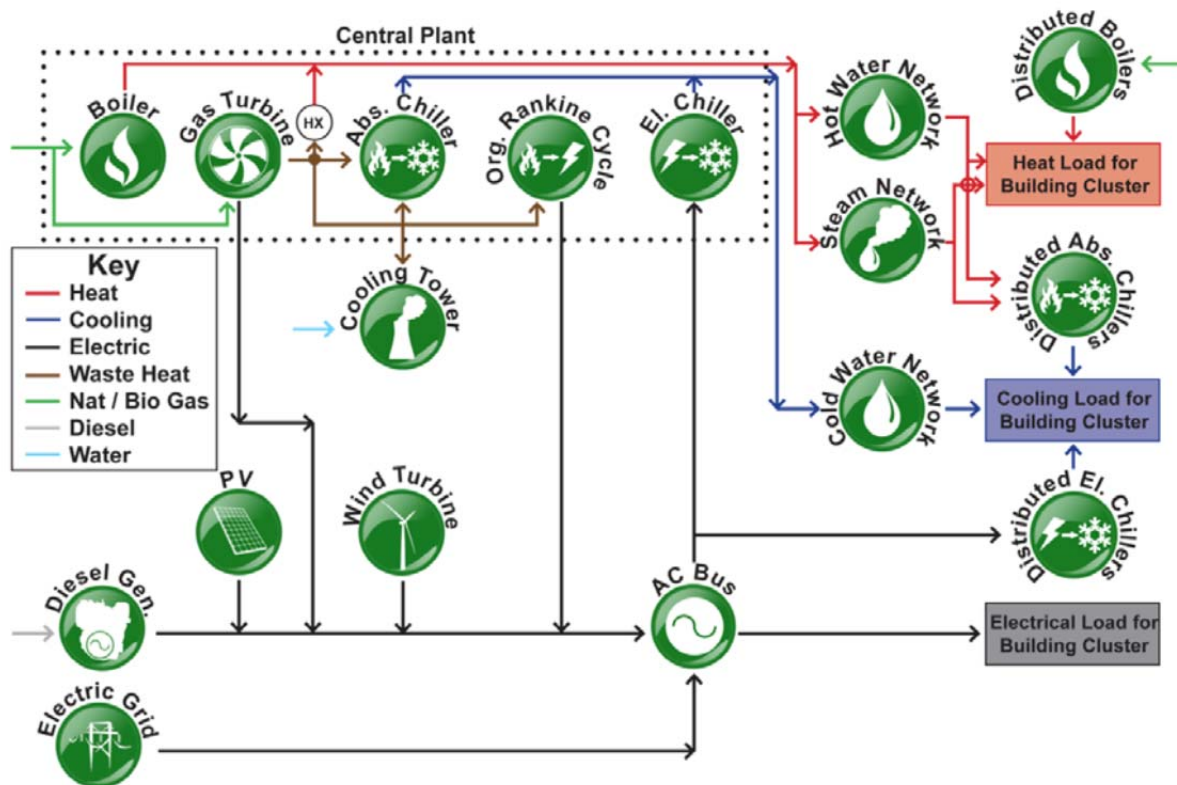 Central Plant
Boiler
Gas Turbine
HX
Abs. Chiller
Org. Rankine Cycle
El. Chiller
Hot Water Network
Distributed Boilers
Heat Load for
Building Cluster
Steam Network
Distributed Abs. Chillers
Key
Heat
Cooling
Electric
Waste Heat
Nat / Bio Gas
Diesel
Water
Cooling Tower
Cold Water Network
Cooling Load for
Building Cluster
PV
Wind Turbine
Distributed El. Chillers
Diesel Gen.
AC Bus
Electrical Load for
Building Cluster
Electric Grid